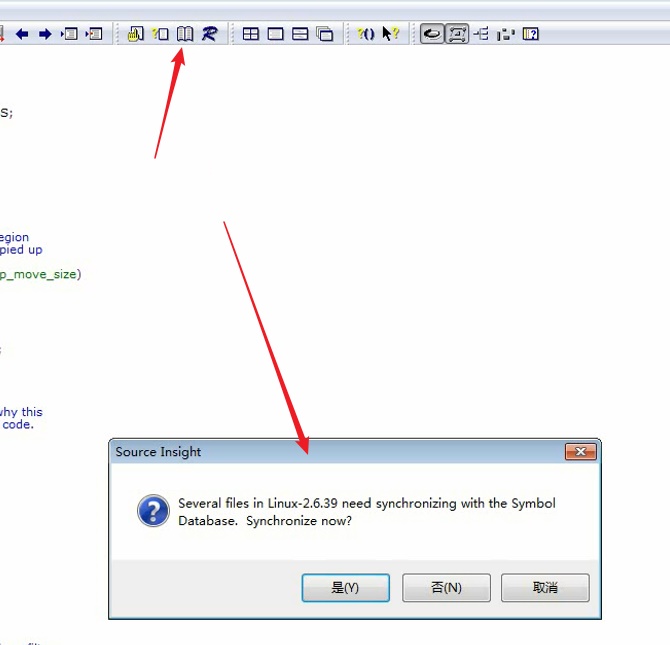 s;
egion
pied up
p_move_size)
;
why this
code.
Source Insight
Several files in Linux-2.6.39 need synchronizing with the Symbol
Database.  Synchronize now?
是(Y)
否(N)
取消